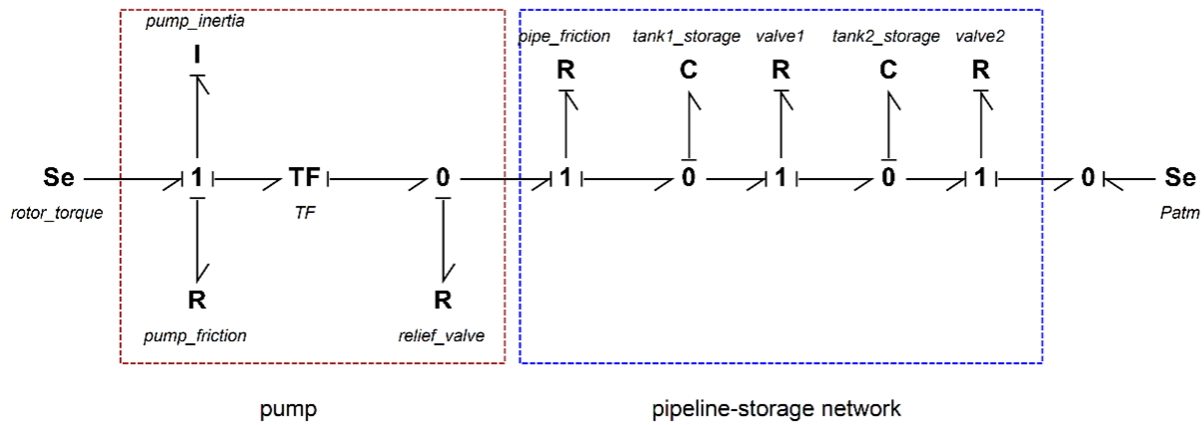 pump_inertia
I
pipe_friction tank1_storage valve1 tank2_storage valve2
R C R C R
Se 1 TF 0 1 0 1 0 1 0 Se
rotor_torque TF Patm
R R
pump_friction relief_valve
pump pipeline-storage network